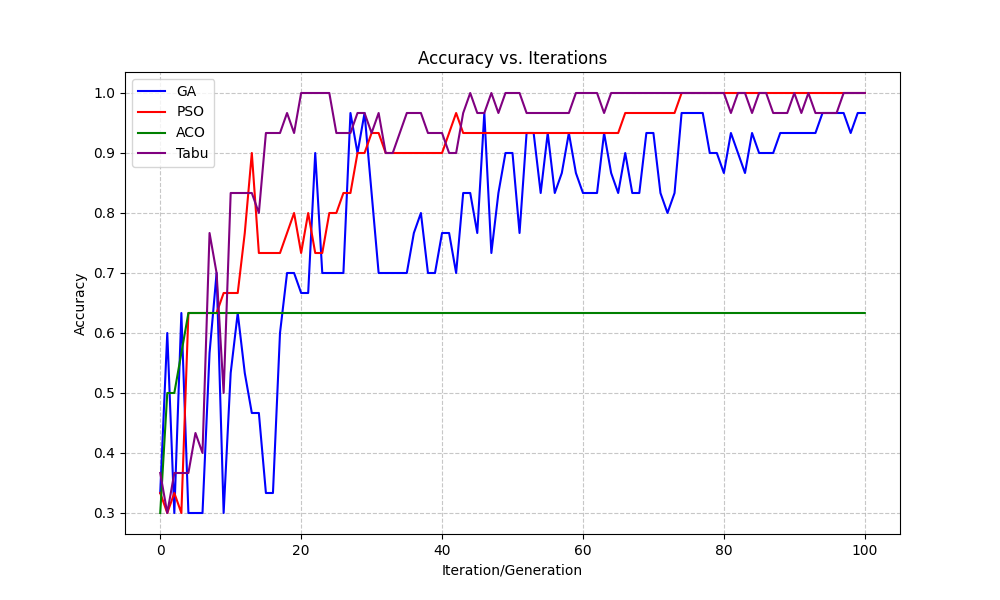 Accuracy vs. Iterations
GA
PSO
ACO
Tabu
1.0
0.9
0.8
0.7
0.6
0.5
0.4
0.3
Accuracy
0 20 40 60 80 100
Iteration/Generation